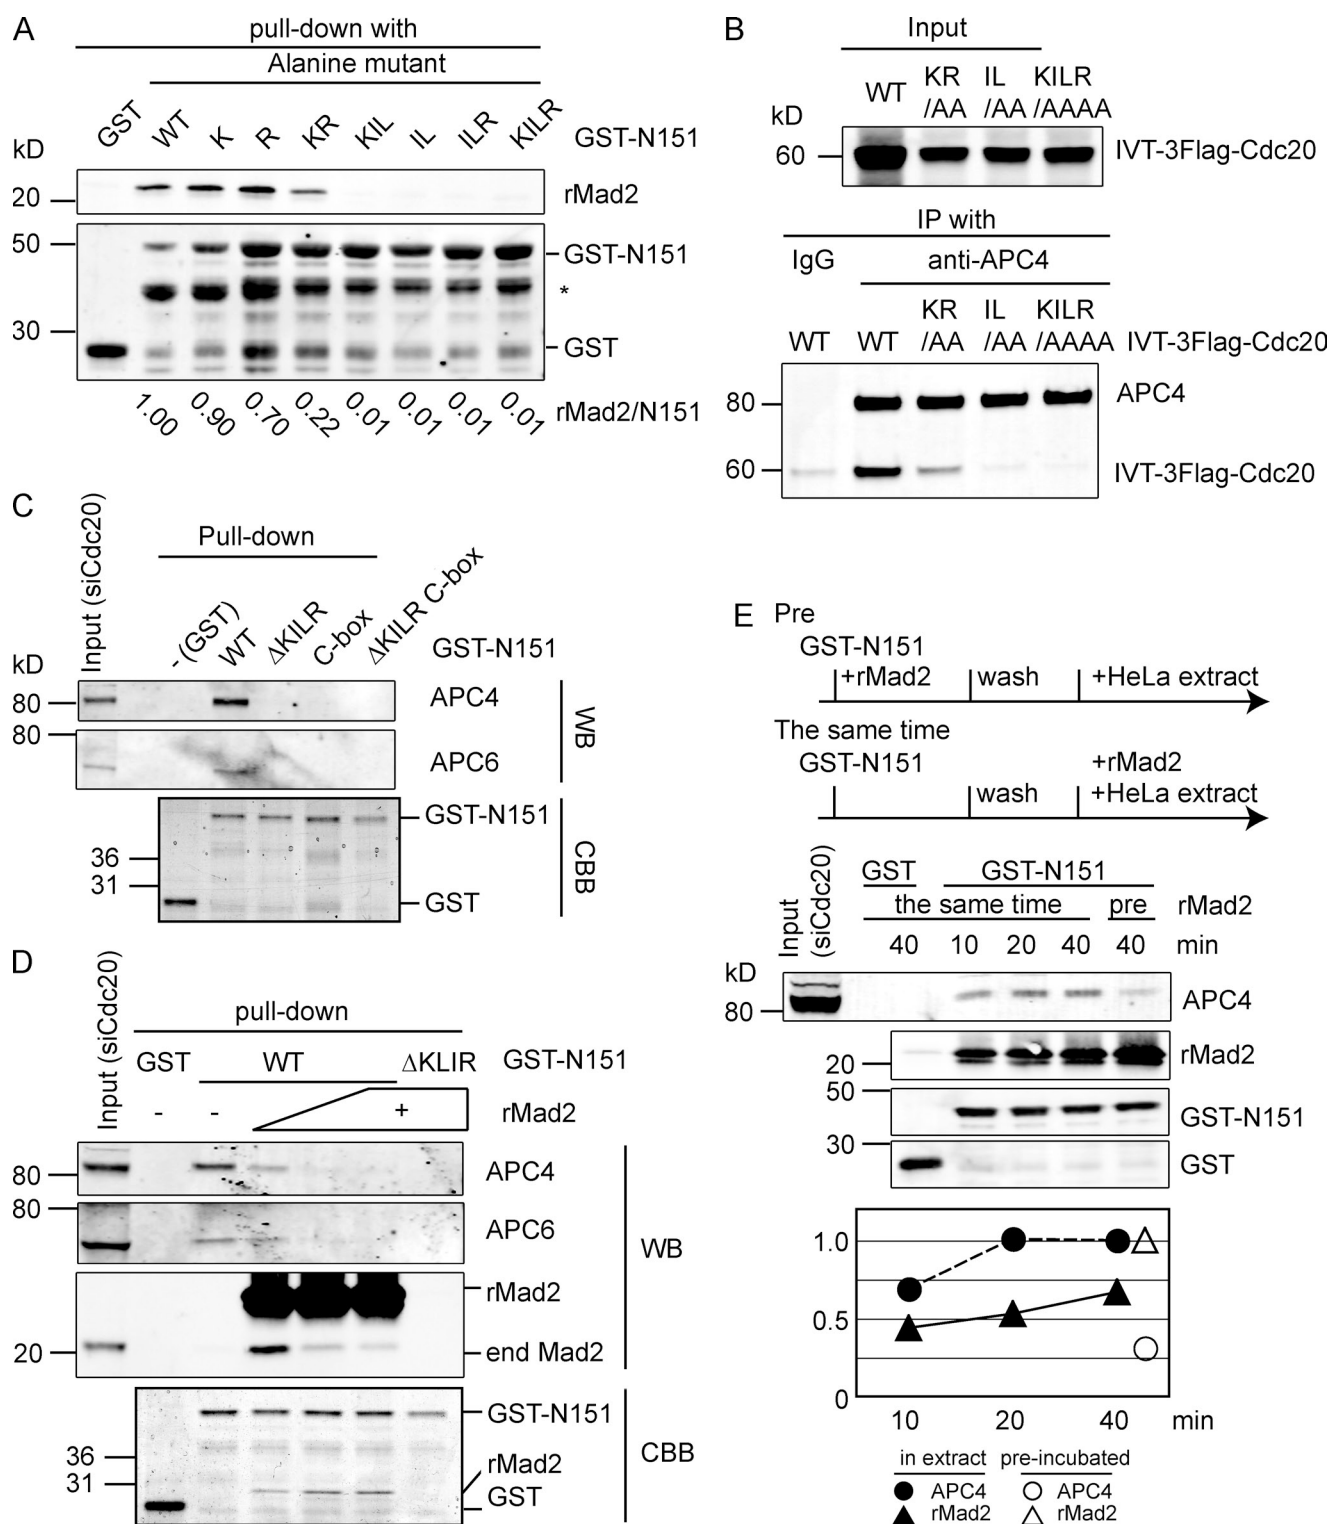 A
pull-down with
Alanine mutant
GST WT K R KR KIL IL ILR KILR GST-N151
kD
20 rMad2
50 GST-N151
*
30 GST
1.00 0.90 0.70 0.22 0.01 0.01 0.01 0.01 rMad2/N151
B
Input
WT KR/AA IL/AA KILR/AAAA
kD
60 IVT-3Flag-Cdc20
IP with
IgG anti-APC4
WT WT KR/AA IL/AA KILR/AAAA IVT-3Flag-Cdc20
80 APC4
60 IVT-3Flag-Cdc20
C
Input (siCdc20)
Pull-down
- (GST) WT ΔKILR C-box ΔKILR C-box GST-N151
kD
80 APC4
80 APC6
WB
GST-N151
36
31
GST
CBB
D
Input (siCdc20)
pull-down
GST WT ΔKLIR GST-N151
- - + rMad2
80 APC4
80 APC6
rMad2
20 end Mad2
WB
GST-N151
36 rMad2
31 GST
CBB
E
Pre
GST-N151
+rMad2 wash +HeLa extract
The same time
GST-N151 +rMad2
wash +HeLa extract
Input (siCdc20)
GST GST-N151
the same time pre rMad2
40 10 20 40 40 min
kD
80 APC4
20 rMad2
50 GST-N151
30 GST
1.0
0.5
0
10 20 40 min
in extract pre-incubated
APC4 APC4
rMad2 rMad2